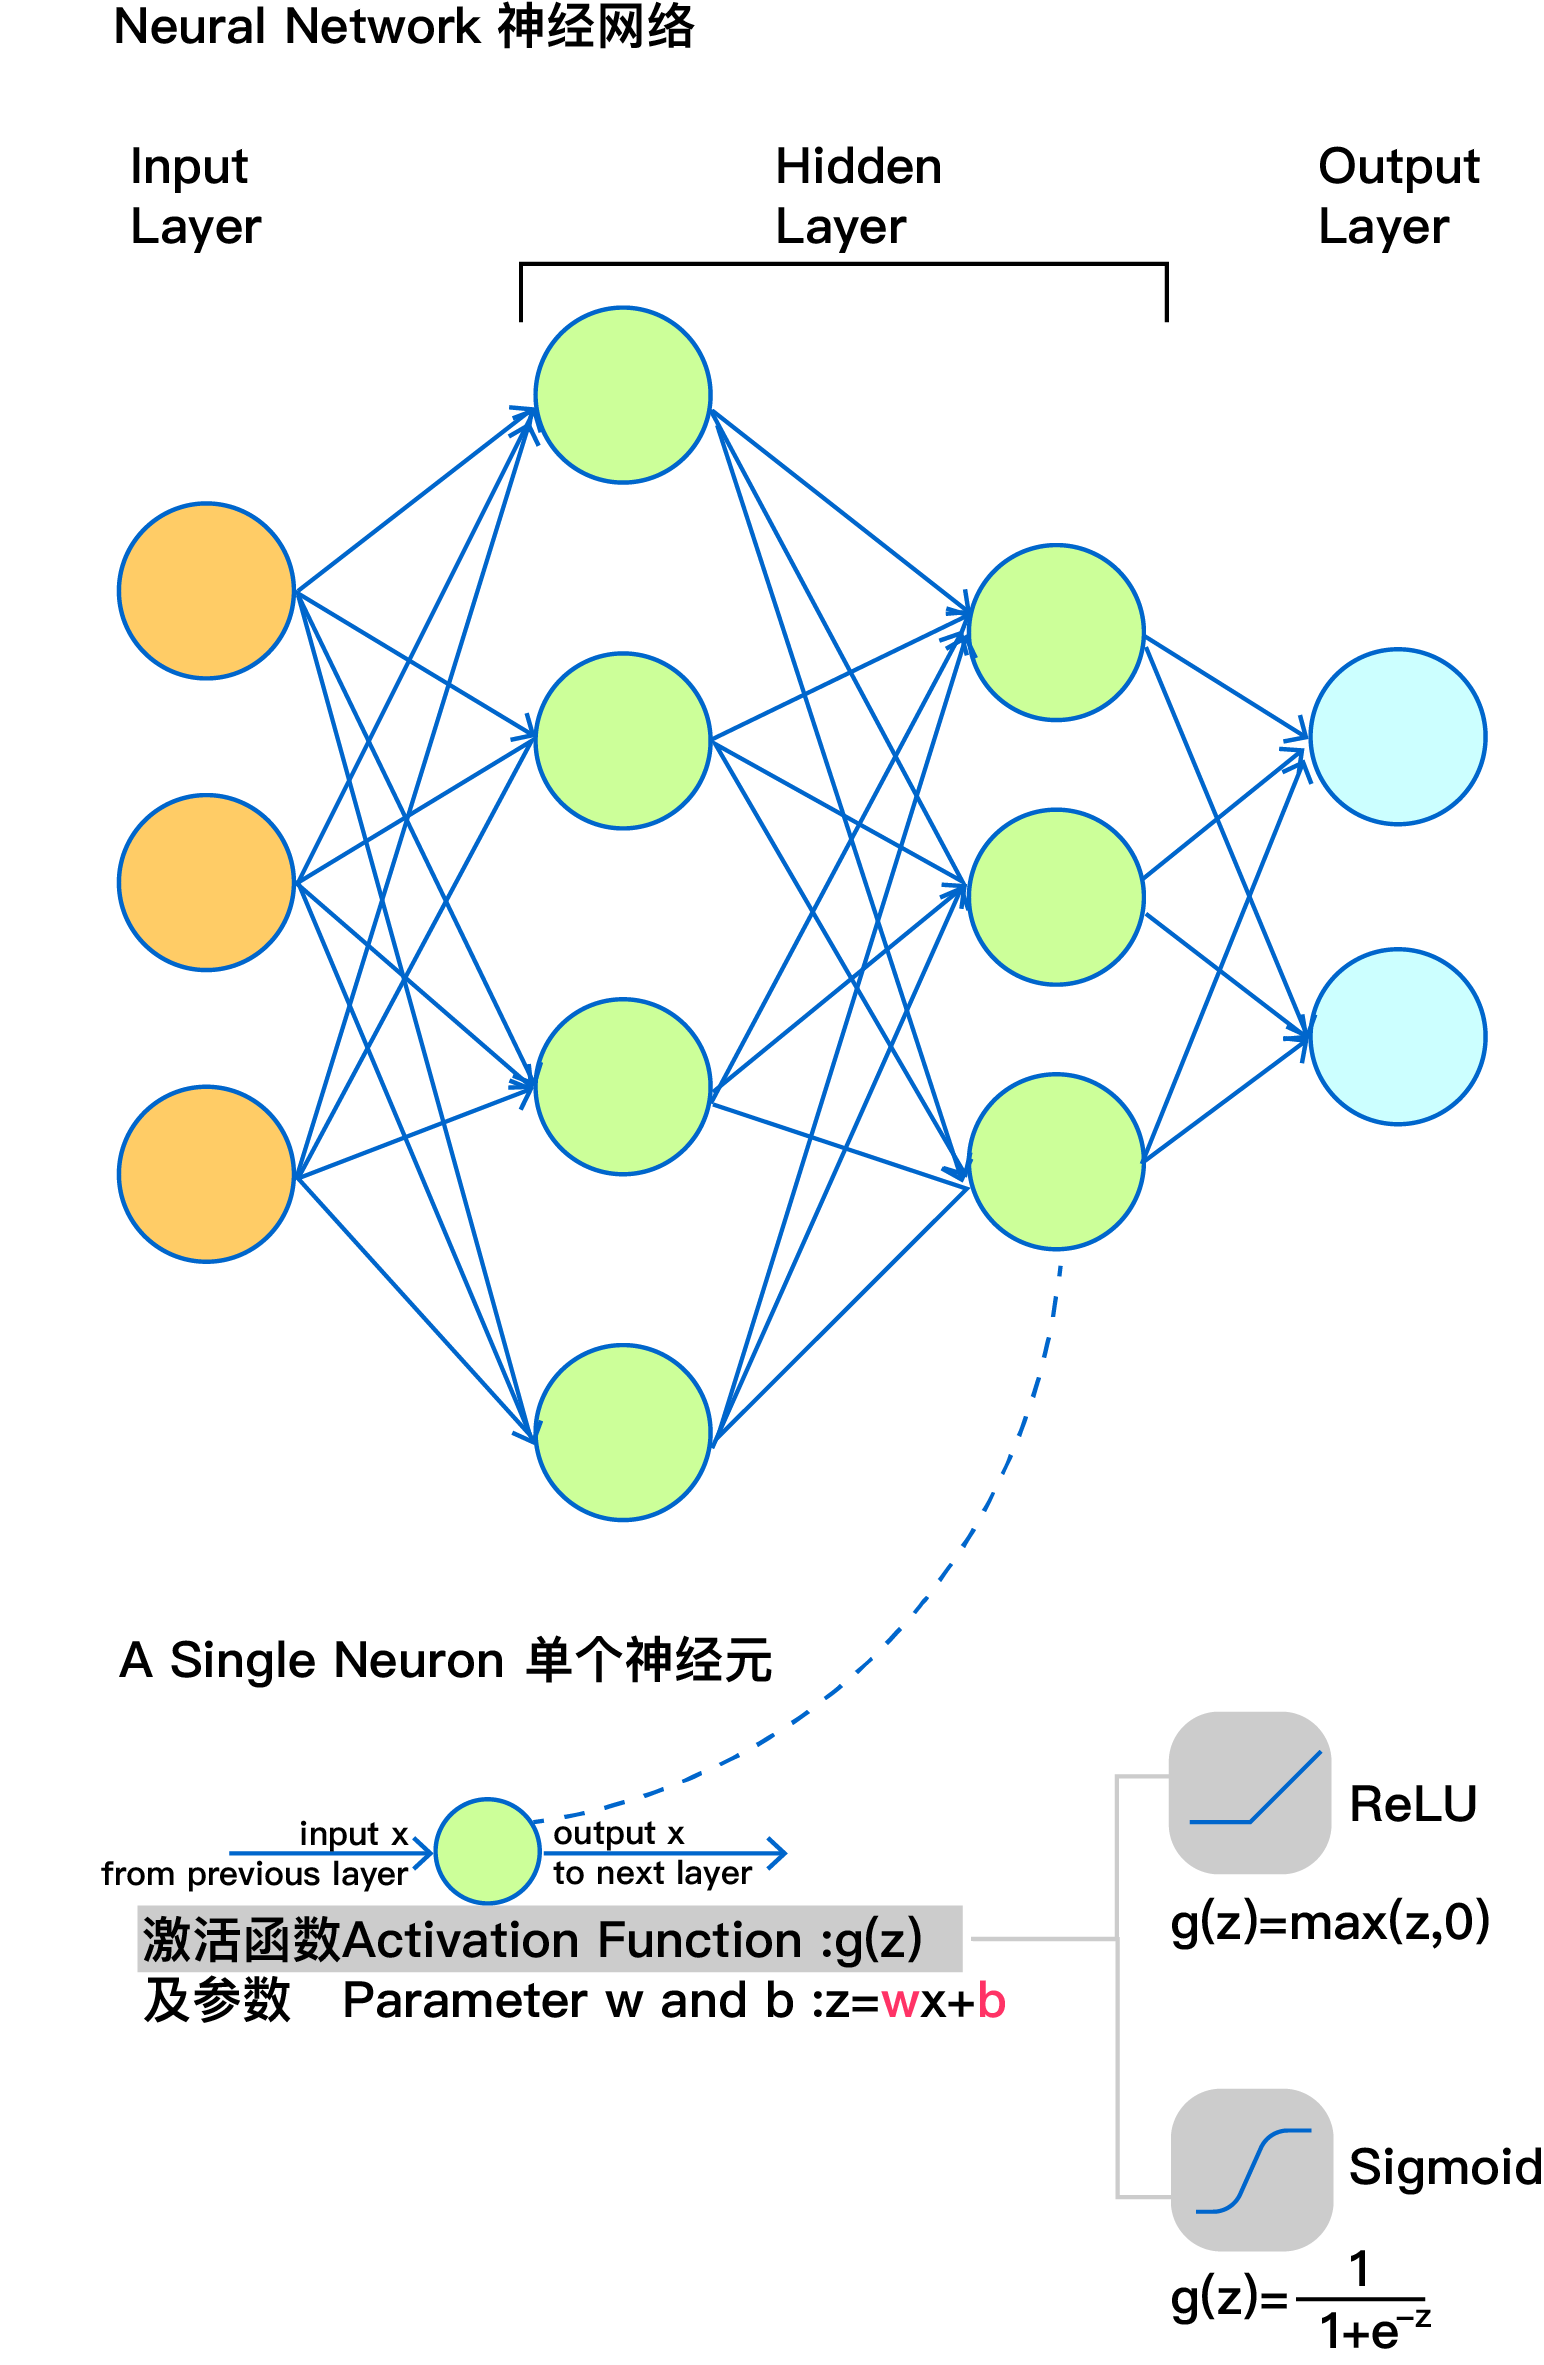 Neural Network 神经网络
Input
Layer
Hidden
Layer
Output
Layer
A Single Neuron 单个神经元
input x
from previous layer
output x
to next layer
激活函数Activation Function :g(z)
及参数 Parameter w and b :z=wx+b
ReLU
g(z)=max(z,0)
Sigmoid
g(z)=1/(1+e^-z)